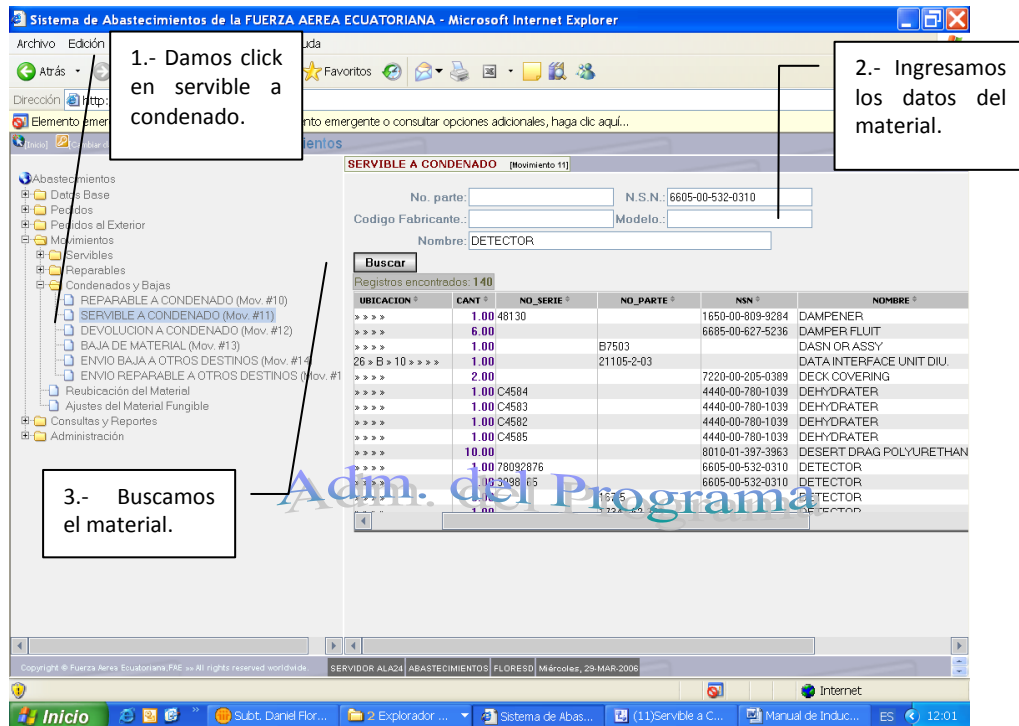 Sistema de Abastecimientos de la FUERZA AEREA ECUATORIANA - Microsoft Internet Explorer
Archivo Edición
uda
Atrás
Favoritos
Dirección http:
Elemento emer
nto emergente o consultar opciones adicionales, haga clic aquí...
[Inicio] [Cambiar d
ientos
1.- Damos click en servible a condenado.
2.- Ingresamos los datos del material.
3.- Buscamos el material.
Abastecimientos
Datos Base
Pedidos
Pedidos al Exterior
Movimientos
Servibles
Reparables
Condenados y Bajas
REPARABLE A CONDENADO (Mov. #10)
SERVIBLE A CONDENADO (Mov. #11)
DEVOLUCION A CONDENADO (Mov. #12)
BAJA DE MATERIAL (Mov. #13)
ENVIO BAJA A OTROS DESTINOS (Mov. #14
ENVIO REPARABLE A OTROS DESTINOS (Mov. #1
Reubicación del Material
Ajustes del Material Fungible
Consultas y Reportes
Administración
SERVIBLE A CONDENADO [Movimiento 11]
No. parte: N.S.N.: 6605-00-532-0310
Codigo Fabricante.: Modelo.:
Nombre: DETECTOR
Buscar
Registros encontrados: 140
UBICACION CANT NO_SERIE NO_PARTE NSN NOMBRE
» » » » 1.00 48130 1650-00-809-9284 DAMPENER
» » » » 6.00 6685-00-627-5236 DAMPER FLUIT
» » » » 1.00 B7503 DASN OR ASSY
26 » B » 10 » » » » 1.00 21105-2-03 DATA INTERFACE UNIT DIU.
» » » » 2.00 7220-00-205-0389 DECK COVERING
» » » » 1.00 C4584 4440-00-780-1039 DEHYDRATER
» » » » 1.00 C4583 4440-00-780-1039 DEHYDRATER
» » » » 1.00 C4582 4440-00-780-1039 DEHYDRATER
» » » » 1.00 C4585 4440-00-780-1039 DEHYDRATER
» » » » 10.00 8010-01-397-3963 DESERT DRAG POLYURETHAN
» » » » 1.00 78092876 6605-00-532-0310 DETECTOR
6605-00-532-0310 DETECTOR
DETECTOR
DETECTOR
Adm. del Programa
Copyright © Fuerza Aerea Ecuatoriana.FAE »» All rights reserved worldwide.
SERVIDOR ALA24 ABASTECIMIENTOS FLORESD Miércoles, 29-MAR-2006
Internet
Inicio
Subt. Daniel Flor...
2 Explorador ...
Sistema de Abas...
(11)Servible a C...
Manual de Induc...
ES
12:01